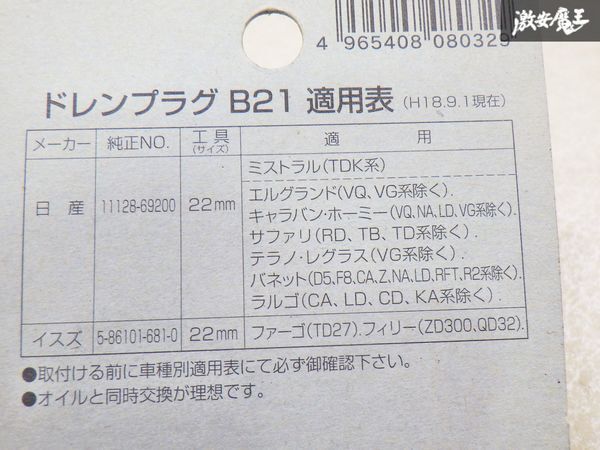 激安魔王
4 965408 080329
ドレンプラグ B21 適用表 (H18.9.1現在)
メーカー 純正NO. 工具(サイズ) 適用
日産 11128-69200 22mm ミストラル(TDK系)
エルグランド(VQ、VG系除く).
キャラバン・ホーミー(VQ,NA,LD,VG系除く).
サファリ(RD、TB、TD系除く).
テラノ・レグラス(VG系除く).
バネット(D5,F8,CA,Z,NA,LD,RFT,R2系除く).
ラルゴ(CA、LD、CD、KA系除く).
イスズ 5-86101-681-0 22mm ファーゴ(TD27).フィリー(ZD300,QD32).
●取付ける前に車種別適用表にて必ず御確認下さい。
●オイルと同時交換が理想です。